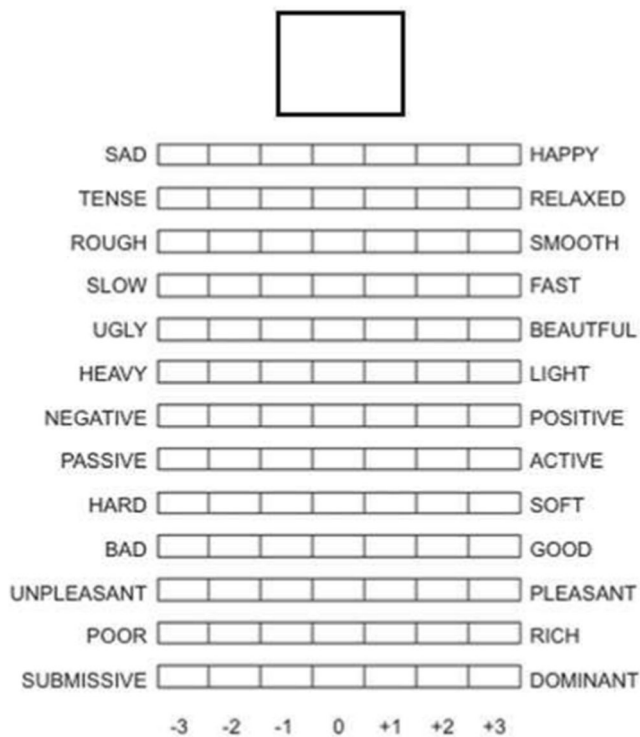 SAD HAPPY
TENSE RELAXED
ROUGH SMOOTH
SLOW FAST
UGLY BEAUTFUL
HEAVY LIGHT
NEGATIVE POSITIVE
PASSIVE ACTIVE
HARD SOFT
BAD GOOD
UNPLEASANT PLEASANT
POOR RICH
SUBMISSIVE DOMINANT
-3 -2 -1 0 +1 +2 +3